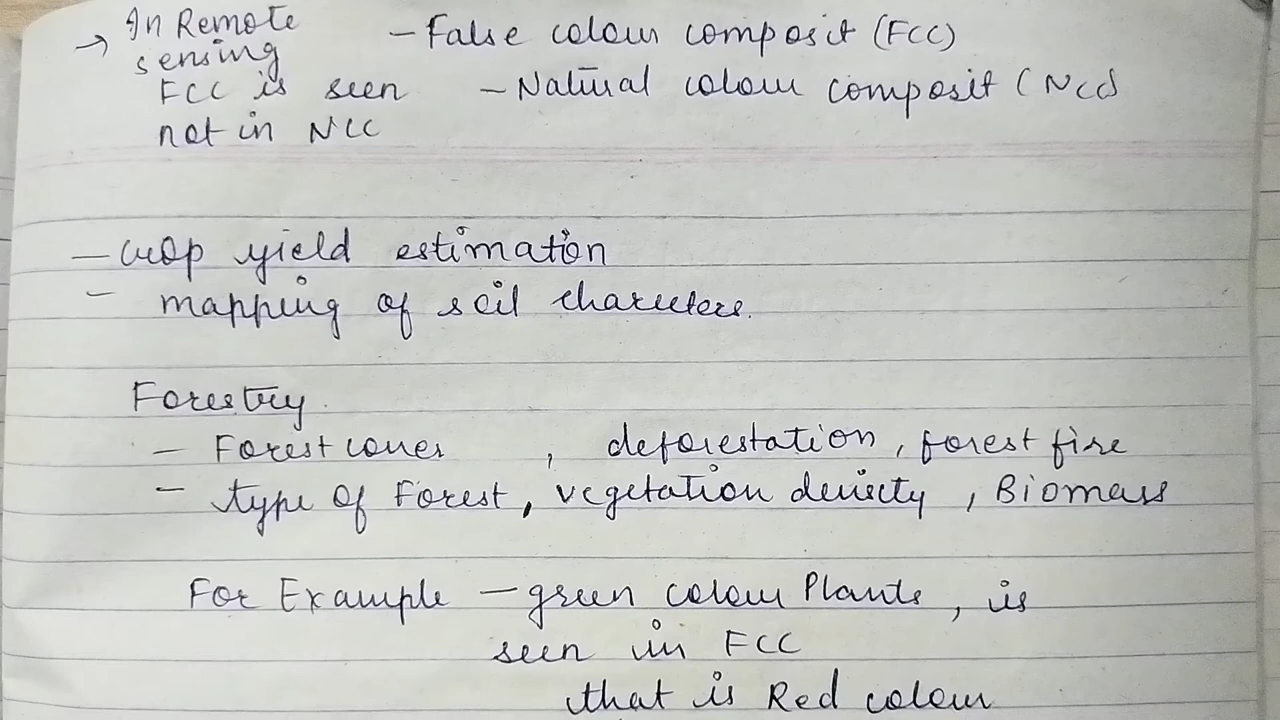 → In Remote
sensing
FCC is seen
not in NCC
- False colour composit (FCC)
- Natural colour composit (NCC)
- crop yield estimation
- mapping of soil charecters.
Forestry
- Forest cover , deforestation, forest fire
- type of Forest, vegetation density, Biomass
For Example - green colour Plants, is
seen in FCC
that is Red colour